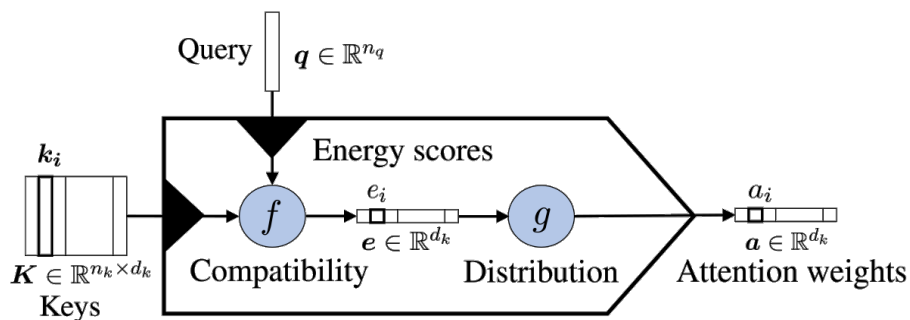 Query
q ∈ ℝ^{n_q}
k_i
Energy scores
e_i
a_i
f
g
K ∈ ℝ^{n_k×d_k}
e ∈ ℝ^{d_k}
a ∈ ℝ^{d_k}
Keys
Compatibility
Distribution
Attention weights